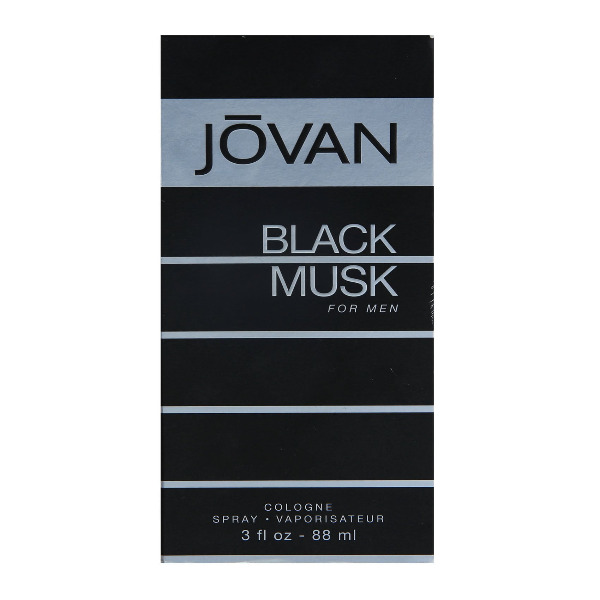 JŌVAN
BLACK
MUSK
FOR MEN
COLOGNE
SPRAY • VAPORISATEUR
3 fl oz - 88 ml